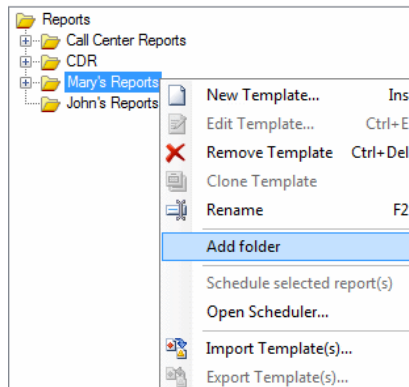 Reports
Call Center Reports
CDR
Mary's Reports
John's Reports
New Template... Ins
Edit Template... Ctrl+E
Remove Template Ctrl+Del
Clone Template
Rename F2
Add folder
Schedule selected report(s)
Open Scheduler...
Import Template(s)...
Export Template(s)...